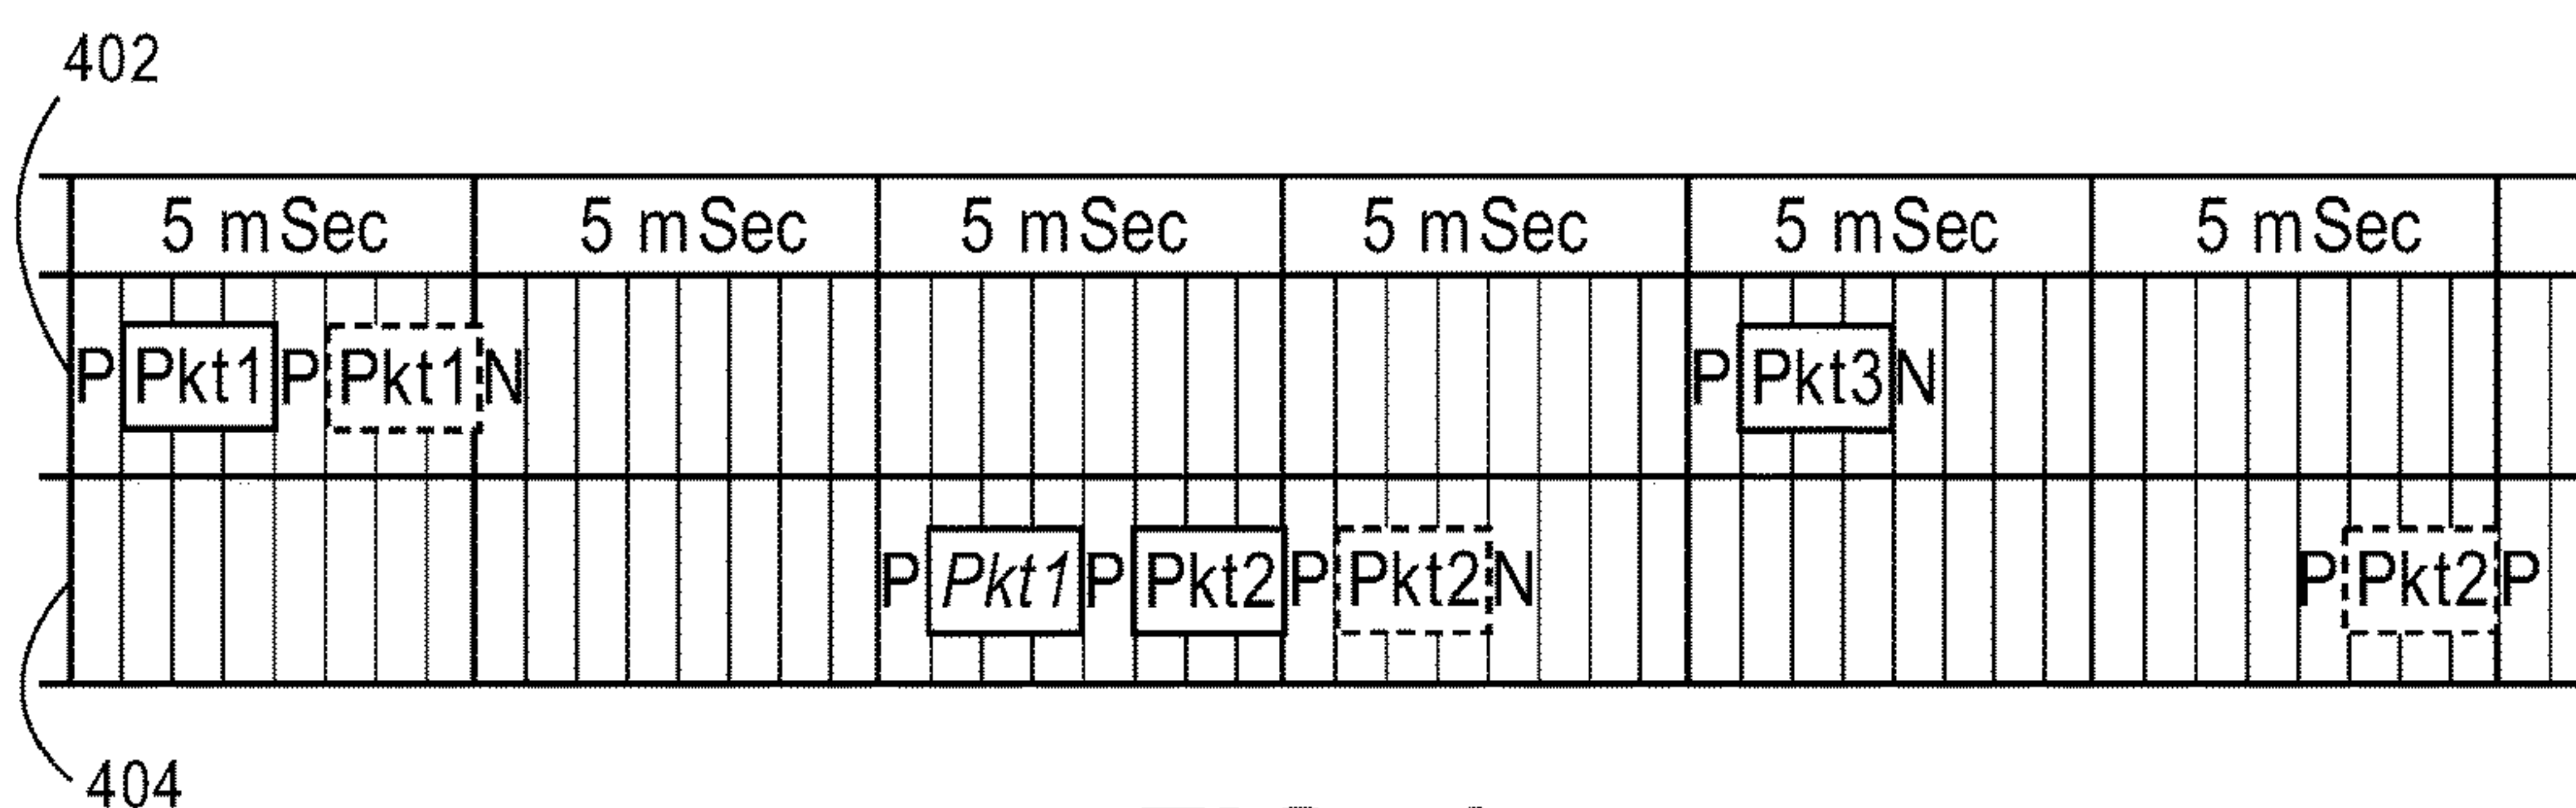 402
5 mSec 5 mSec 5 mSec 5 mSec 5 mSec 5 mSec
P Pkt1 P Pkt1 N P Pkt3 N
P Pkt1 P Pkt2 P Pkt2 N P Pkt2 P
404